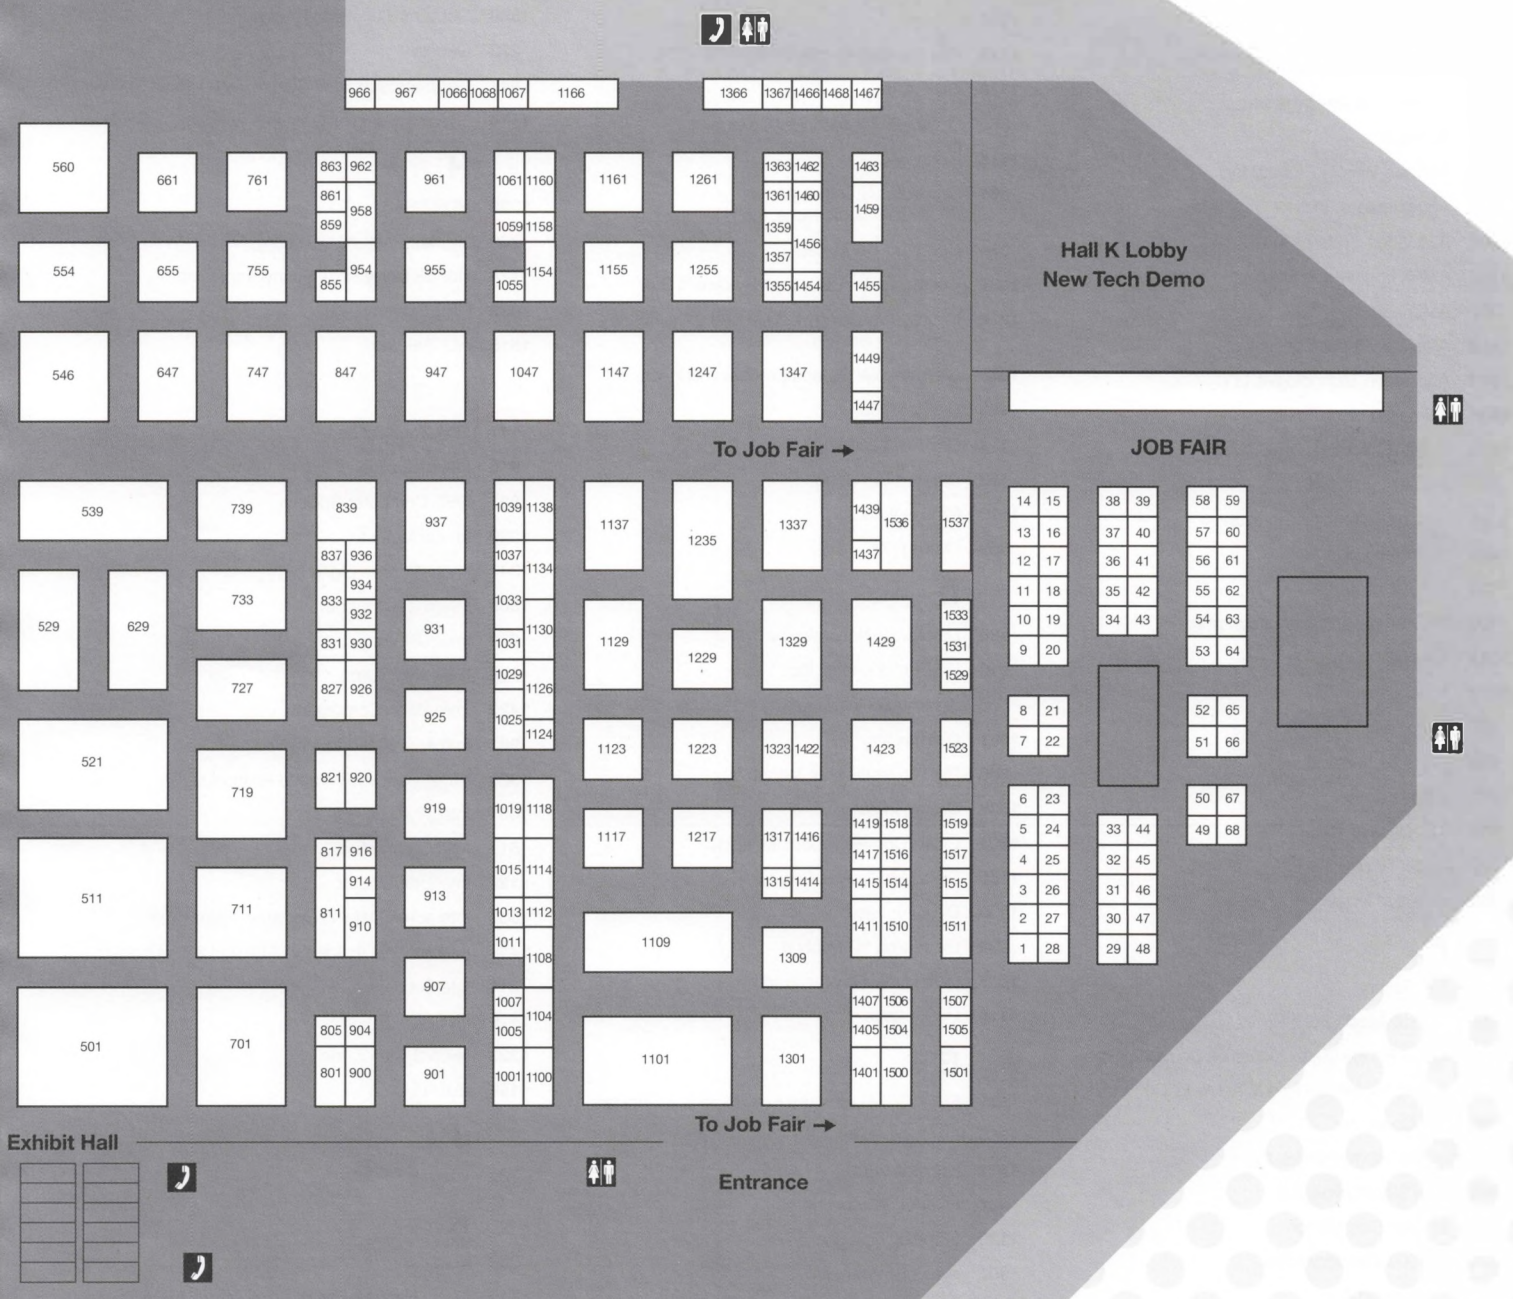 966 967 1066 1068 1067 1166 1366 1367 1466 1468 1467
560 661 761 863 962 961 1061 1160 1161 1261 1363 1462 1463
861 958 1361 1460 1459
859 1059 1158 1359 1456
Hall K Lobby
New Tech Demo
554 655 755 954 955 1154 1155 1255 1357
855 1055 1355 1454 1455
546 647 747 847 947 1047 1147 1247 1347 1449
1447
To Job Fair
JOB FAIR
539 739 839 937 1039 1138 1137 1235 1337 1439 1536 1537
837 936 1037 1134 1437
529 629 733 833 934 931 1033 1130 1129 1229 1329 1429 1533
932
831 930 1031 1531
727 827 926 925 1029 1126 1529
1025 1124
521 719 821 920 919 1019 1118 1123 1223 1323 1422 1423 1523
1117 1217 1317 1416 1419 1518 1519
511 711 817 916 913 1015 1114 1417 1516 1517
914 1315 1414 1415 1514 1515
811 910 1013 1112 1411 1510 1511
1011 1108 1109 1309
501 701 907 1007 1104 1407 1506 1507
805 904 1005 1405 1504 1505
801 900 901 1001 1100 1101 1301 1401 1500 1501
14 15 38 39 58 59
13 16 37 40 57 60
12 17 36 41 56 61
11 18 35 42 55 62
10 19 34 43 54 63
9 20 53 64
8 21 52 65
7 22 51 66
6 23 50 67
5 24 33 44 49 68
4 25 32 45
3 26 31 46
2 27 30 47
1 28 29 48
To Job Fair
Exhibit Hall
Entrance